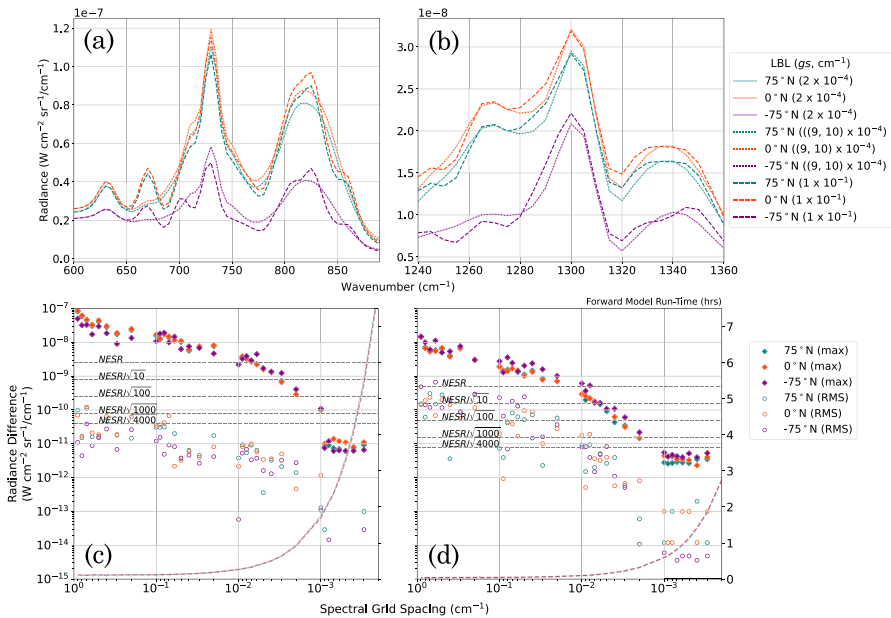 1e−7
1e−8
(a)
(b)
1.2
1.0
0.8
0.6
0.4
0.2
0.0
3.0
2.5
2.0
1.5
1.0
0.5
Radiance (W cm⁻² sr⁻¹/cm⁻¹)
600 650 700 750 800 850
1240 1260 1280 1300 1320 1340 1360
Wavenumber (cm⁻¹)
LBL (gs, cm⁻¹)
75°N (2 x 10⁻⁴)
0°N (2 x 10⁻⁴)
-75°N (2 x 10⁻⁴)
75°N (((9, 10) x 10⁻⁴)
0°N ((9, 10) x 10⁻⁴)
-75°N ((9, 10) x 10⁻⁴)
75°N (1 x 10⁻¹)
0°N (1 x 10⁻¹)
-75°N (1 x 10⁻¹)
Forward Model Run-Time (hrs)
10⁻⁷
10⁻⁸
10⁻⁹
10⁻¹⁰
10⁻¹¹
10⁻¹²
10⁻¹³
10⁻¹⁴
10⁻¹⁵
Radiance Difference
(W cm⁻² sr⁻¹/cm⁻¹)
NESR
NESR/√10
NESR/√100
NESR/√1000
NESR/√4000
(c)
NESR
NESR/√10
NESR/√100
NESR/√1000
NESR/√4000
(d)
7
6
5
4
3
2
1
0
10⁰ 10⁻¹ 10⁻² 10⁻³
10⁰ 10⁻¹ 10⁻² 10⁻³
Spectral Grid Spacing (cm⁻¹)
75°N (max)
0°N (max)
-75°N (max)
75°N (RMS)
0°N (RMS)
-75°N (RMS)